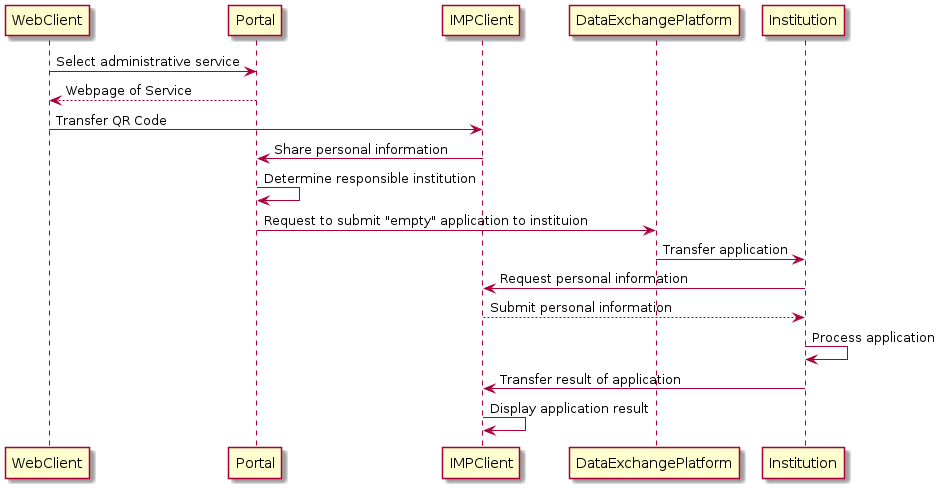 WebClient Portal IMPClient DataExchangePlatform Institution
Select administrative service
Webpage of Service
Transfer QR Code
Share personal information
Determine responsible institution
Request to submit "empty" application to instituion
Transfer application
Request personal information
Submit personal information
Process application
Transfer result of application
Display application result
WebClient Portal IMPClient DataExchangePlatform Institution